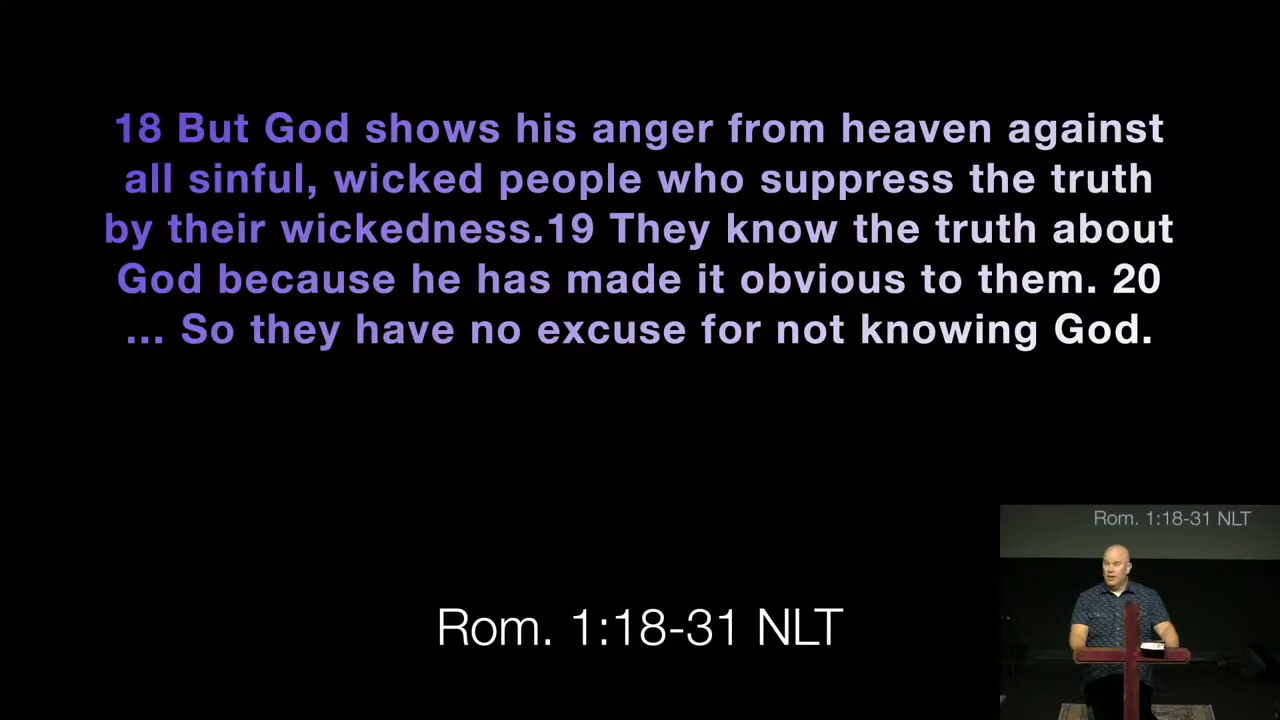 18 But God shows his anger from heaven against
all sinful, wicked people who suppress the truth
by their wickedness.19 They know the truth about
God because he has made it obvious to them. 20
... So they have no excuse for not knowing God.
Rom. 1:18-31 NLT
Rom. 1:18-31 NLT